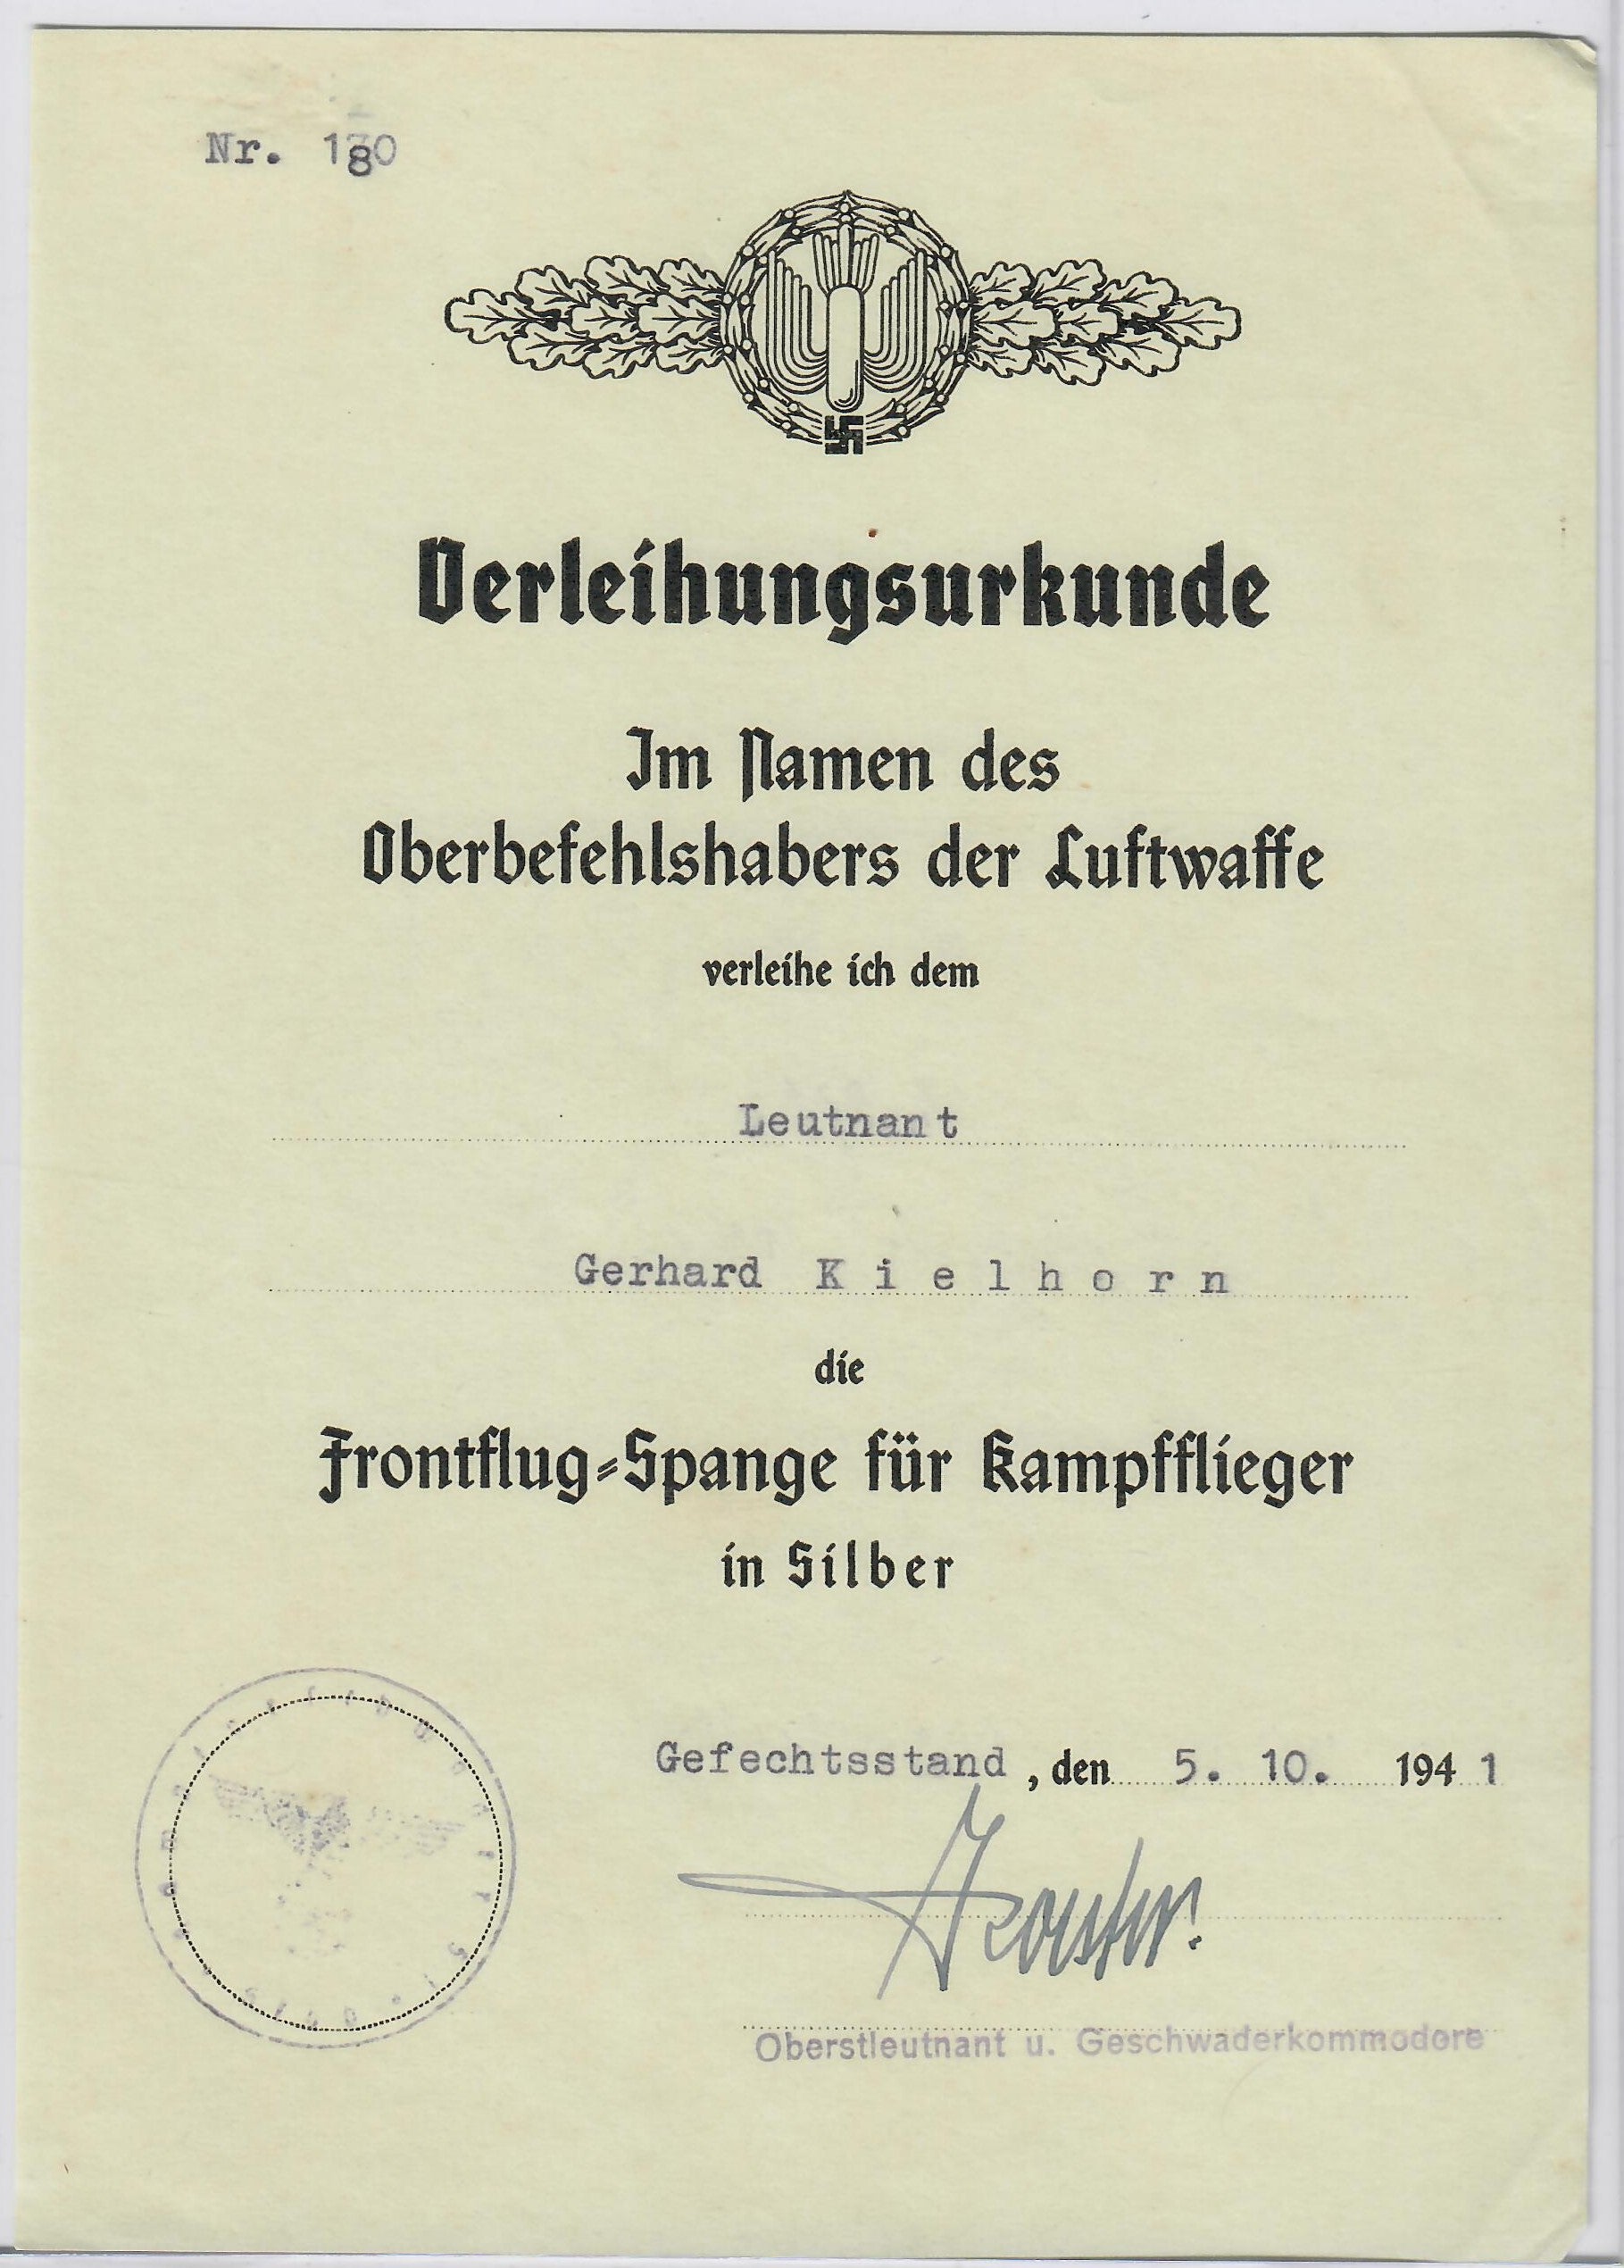 Nr. 180
Verleihungsurkunde
Im Namen des
Oberbefehlshabers der Luftwaffe
verleihe ich dem
Leutnant
Gerhard Kielhorn
die
Frontflug=Spange für Kampfflieger
in Silber
Gefechtsstand, den 5. 10. 1941
Oberstleutnant u. Geschwaderkommodore